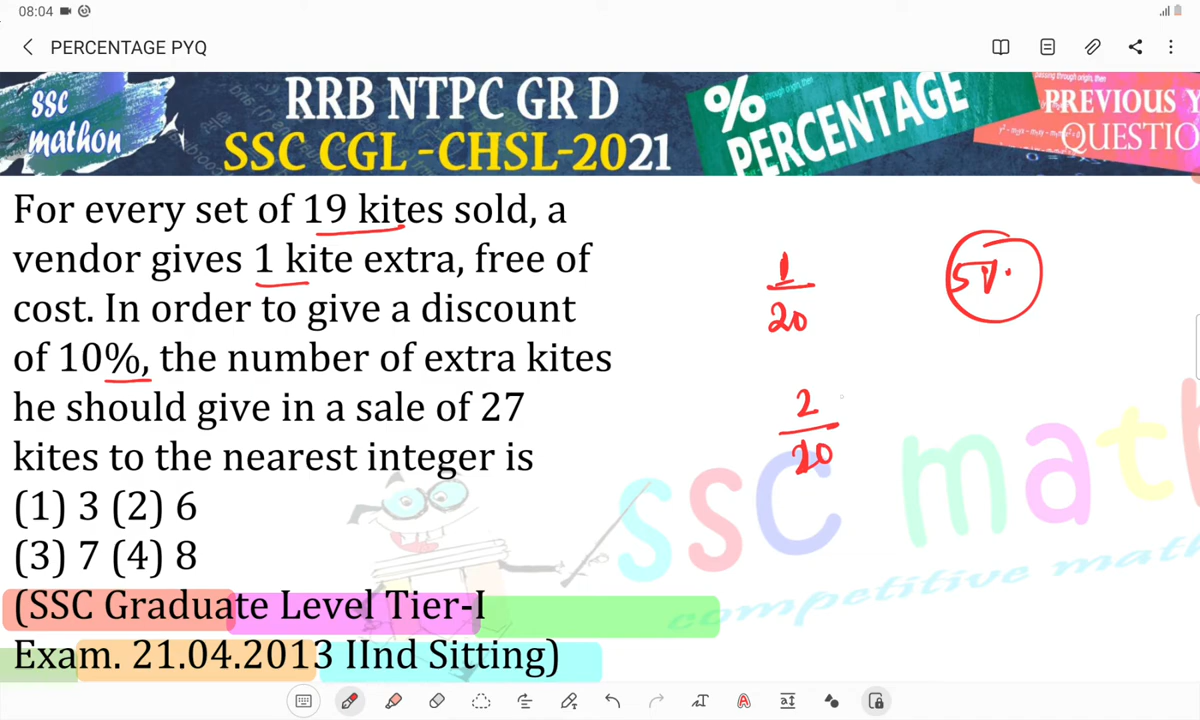 08:04
PERCENTAGE PYQ
SSC
mathon
RRB NTPC GR D
SSC CGL -CHSL-2021
% PERCENTAGE
passing through origin, ther
PREVIOUS Y
QUESTIO
For every set of 19 kites sold, a
vendor gives 1 kite extra, free of
cost. In order to give a discount
of 10%, the number of extra kites
he should give in a sale of 27
kites to the nearest integer is
(1) 3 (2) 6
(3) 7 (4) 8
(SSC Graduate Level Tier-I
Exam. 21.04.2013 IInd Sitting)
1
20
5%
2
20
SSC math
competitive math